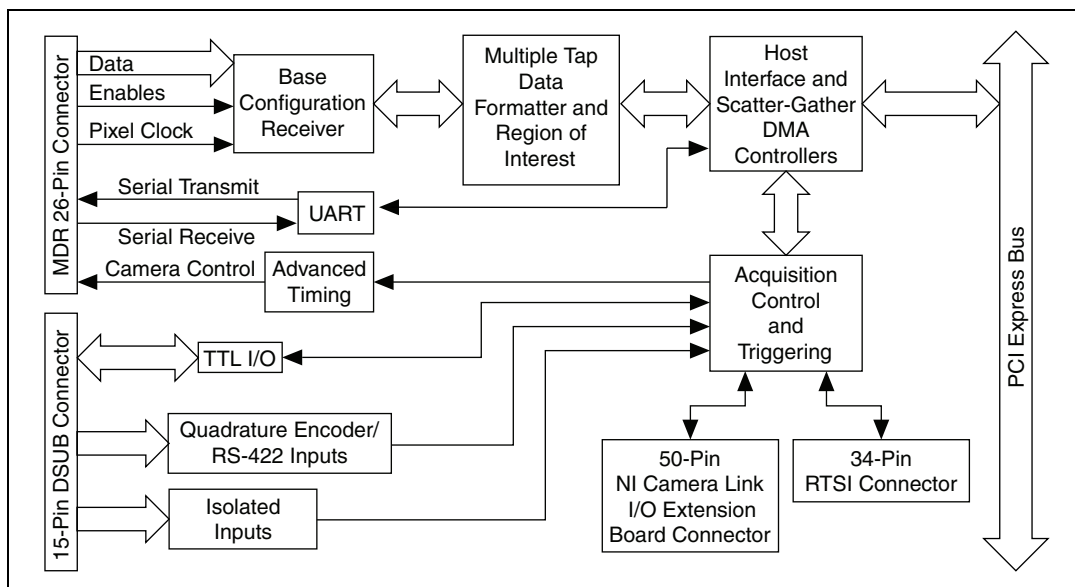 MDR 26-Pin Connector
Data
Enables
Pixel Clock
Base
Configuration
Receiver
Multiple Tap
Data
Formatter and
Region of
Interest
Host
Interface and
Scatter-Gather
DMA
Controllers
Serial Transmit
UART
Serial Receive
Camera Control
Advanced
Timing
Acquisition
Control
and
Triggering
PCI Express Bus
15-Pin DSUB Connector
TTL I/O
Quadrature Encoder/
RS-422 Inputs
Isolated
Inputs
50-Pin
NI Camera Link
I/O Extension
Board Connector
34-Pin
RTSI Connector